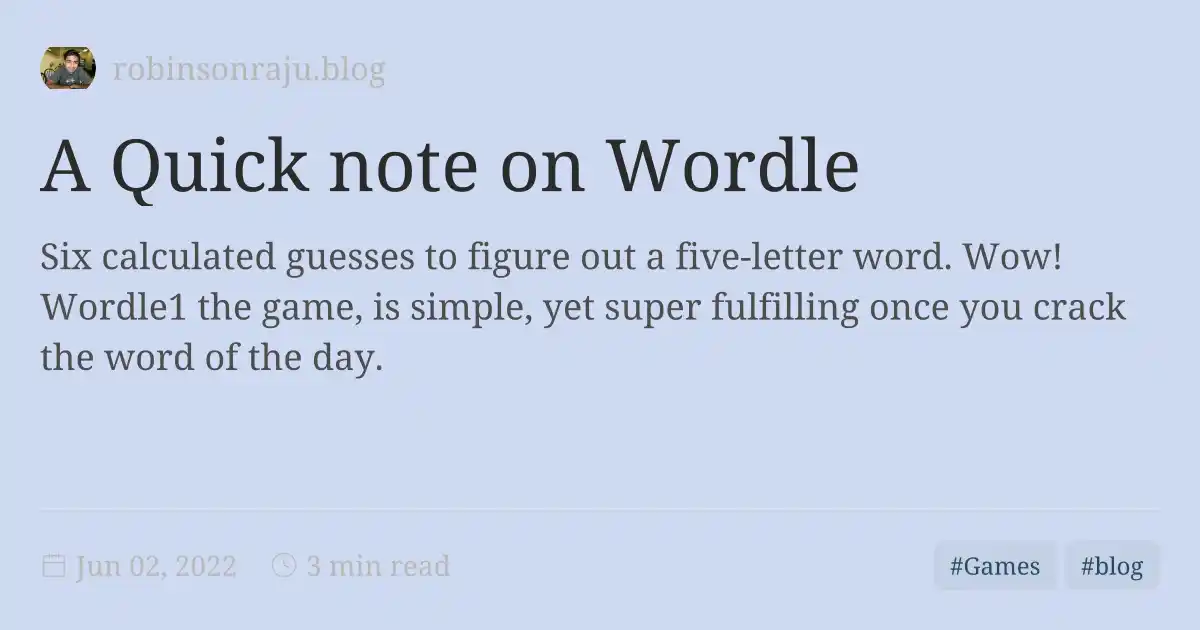 robinsonraju.blog
A Quick note on Wordle
Six calculated guesses to figure out a five-letter word. Wow!
Wordle1 the game, is simple, yet super fulfilling once you crack
the word of the day.
Jun 02, 2022 3 min read #Games #blog